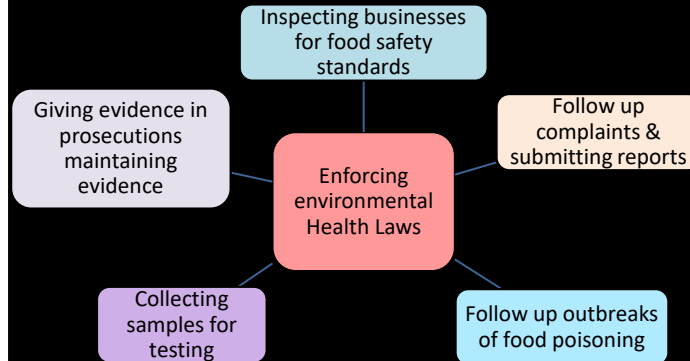 Inspecting businesses
for food safety
standards
Giving evidence in
prosecutions
maintaining
evidence
Follow up
complaints &
submitting reports
Enforcing
environmental
Health Laws
Collecting
samples for
testing
Follow up outbreaks
of food poisoning